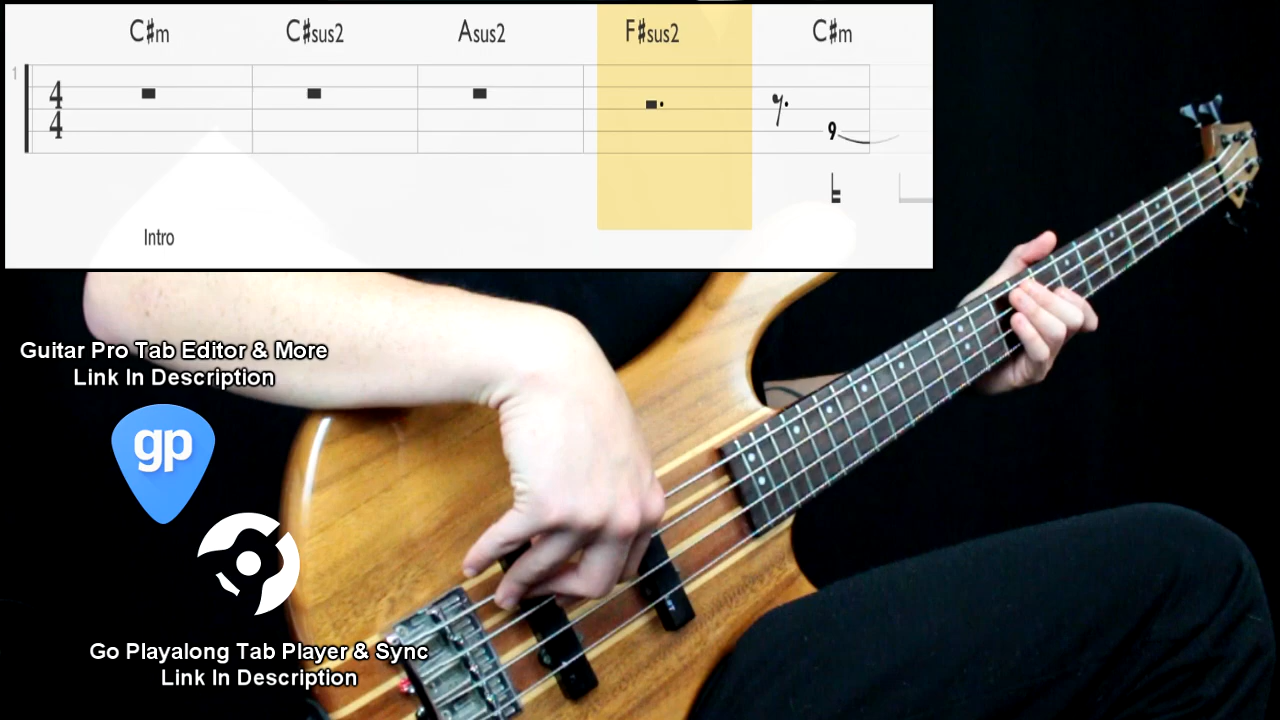 C♯m C♯sus2 Asus2 F♯sus2 C♯m
1
4
4
9
Intro
Guitar Pro Tab Editor & More
Link In Description
gp
Go Playalong Tab Player & Sync
Link In Description